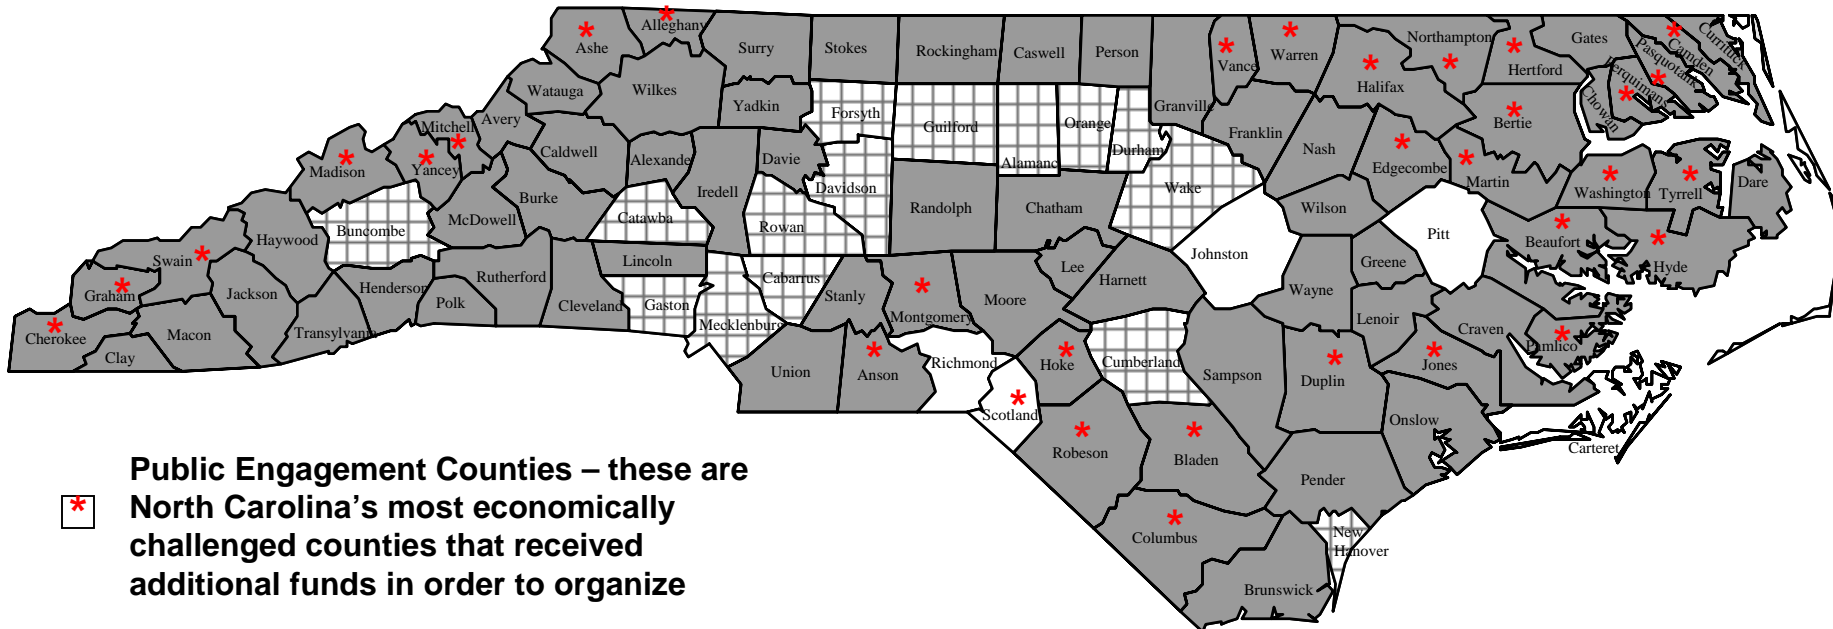 Alleghany
Ashe
Surry
Stokes
Rockingham
Caswell
Person
Vance
Warren
Northampton
Gates
Currituck
Camden
Pasquotank
Perquimans
Chowan
Hertford
Halifax
Watauga
Wilkes
Yadkin
Forsyth
Guilford
Alamanc
Orange
Durham
Granville
Franklin
Nash
Edgecombe
Bertie
Martin
Washington
Tyrrell
Dare
Mitchell
Avery
Caldwell
Alexande
Davie
Madison
Yancey
Burke
Iredell
Davidson
Randolph
Chatham
Wake
Wilson
Pitt
Beaufort
Hyde
Buncombe
McDowell
Catawba
Rowan
Haywood
Swain
Graham
Jackson
Henderson
Polk
Rutherford
Cleveland
Lincoln
Gaston
Mecklenburg
Cabarrus
Stanly
Montgomery
Moore
Lee
Harnett
Johnston
Wayne
Greene
Lenoir
Craven
Pamlico
Cherokee
Clay
Macon
Transylvania
Union
Anson
Richmond
Scotland
Hoke
Cumberland
Sampson
Duplin
Jones
Onslow
Carteret
Robeson
Bladen
Pender
Columbus
New
Hanover
Brunswick
Public Engagement Counties – these are
* North Carolina’s most economically
challenged counties that received
additional funds in order to organize